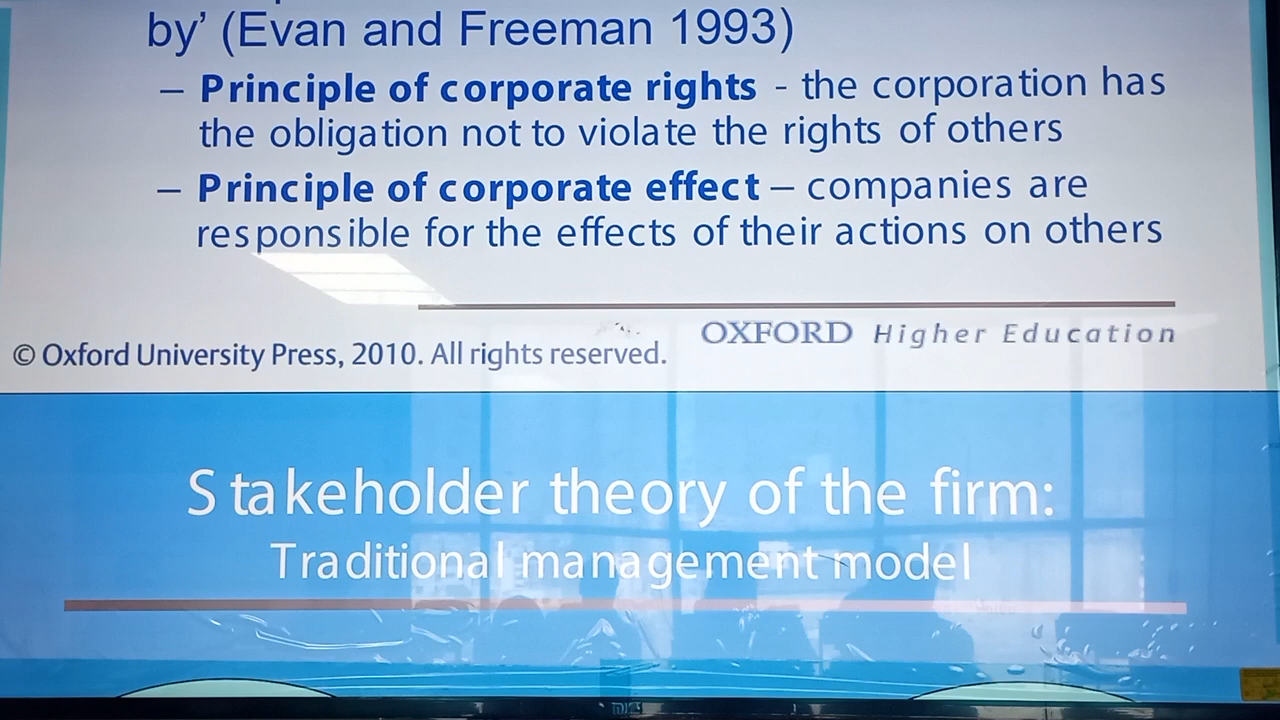 by’ (Evan and Freeman 1993)
– Principle of corporate rights - the corporation has
the obligation not to violate the rights of others
– Principle of corporate effect – companies are
responsible for the effects of their actions on others
OXFORD Higher Education
© Oxford University Press, 2010. All rights reserved.
Stakeholder theory of the firm:
Traditional management model